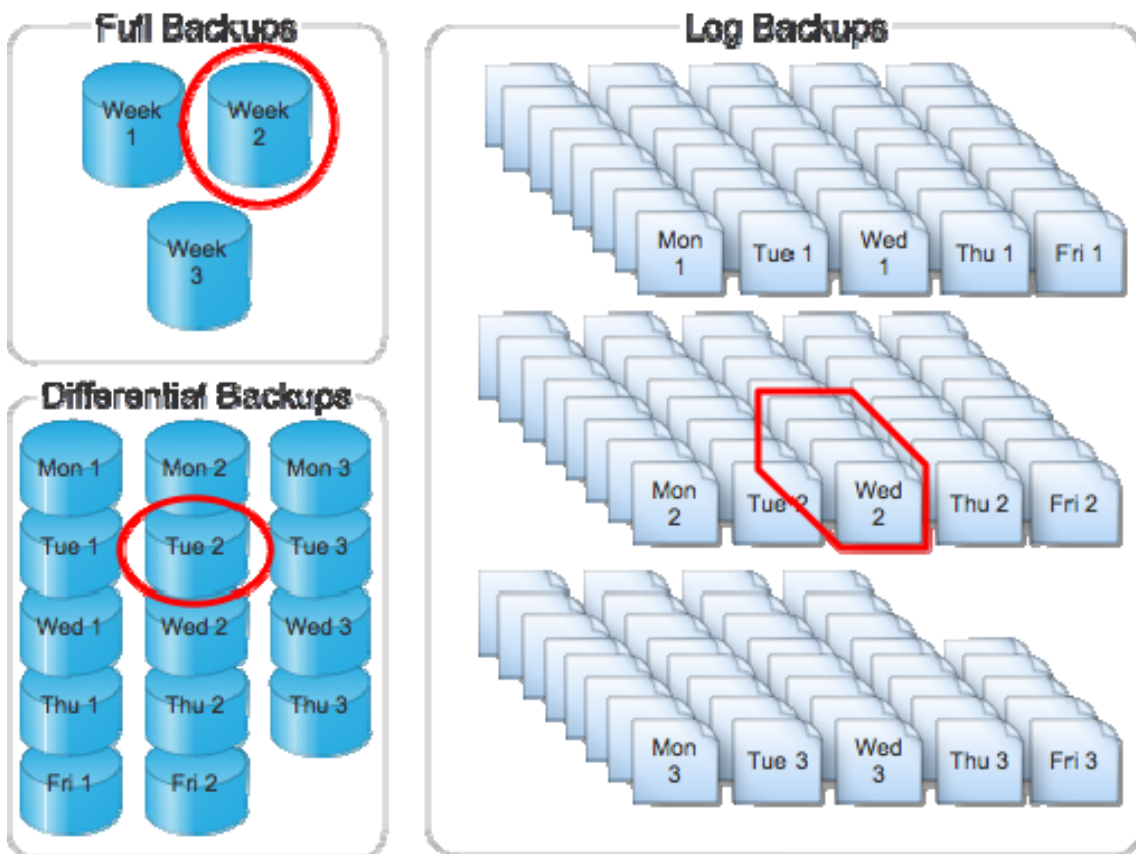 Full Backups
Week
1
Week
2
Week
3
Differential Backups
Mon 1
Mon 2
Mon 3
Tue 1
Tue 2
Tue 3
Wed 1
Wed 2
Wed 3
Thu 1
Thu 2
Thu 3
Fri 1
Fri 2
Log Backups
Mon
1
Tue 1
Wed
1
Thu 1
Fri 1
Mon
2
Tue 2
Wed
2
Thu 2
Fri 2
Mon
3
Tue 3
Wed
3
Thu 3
Fri 3